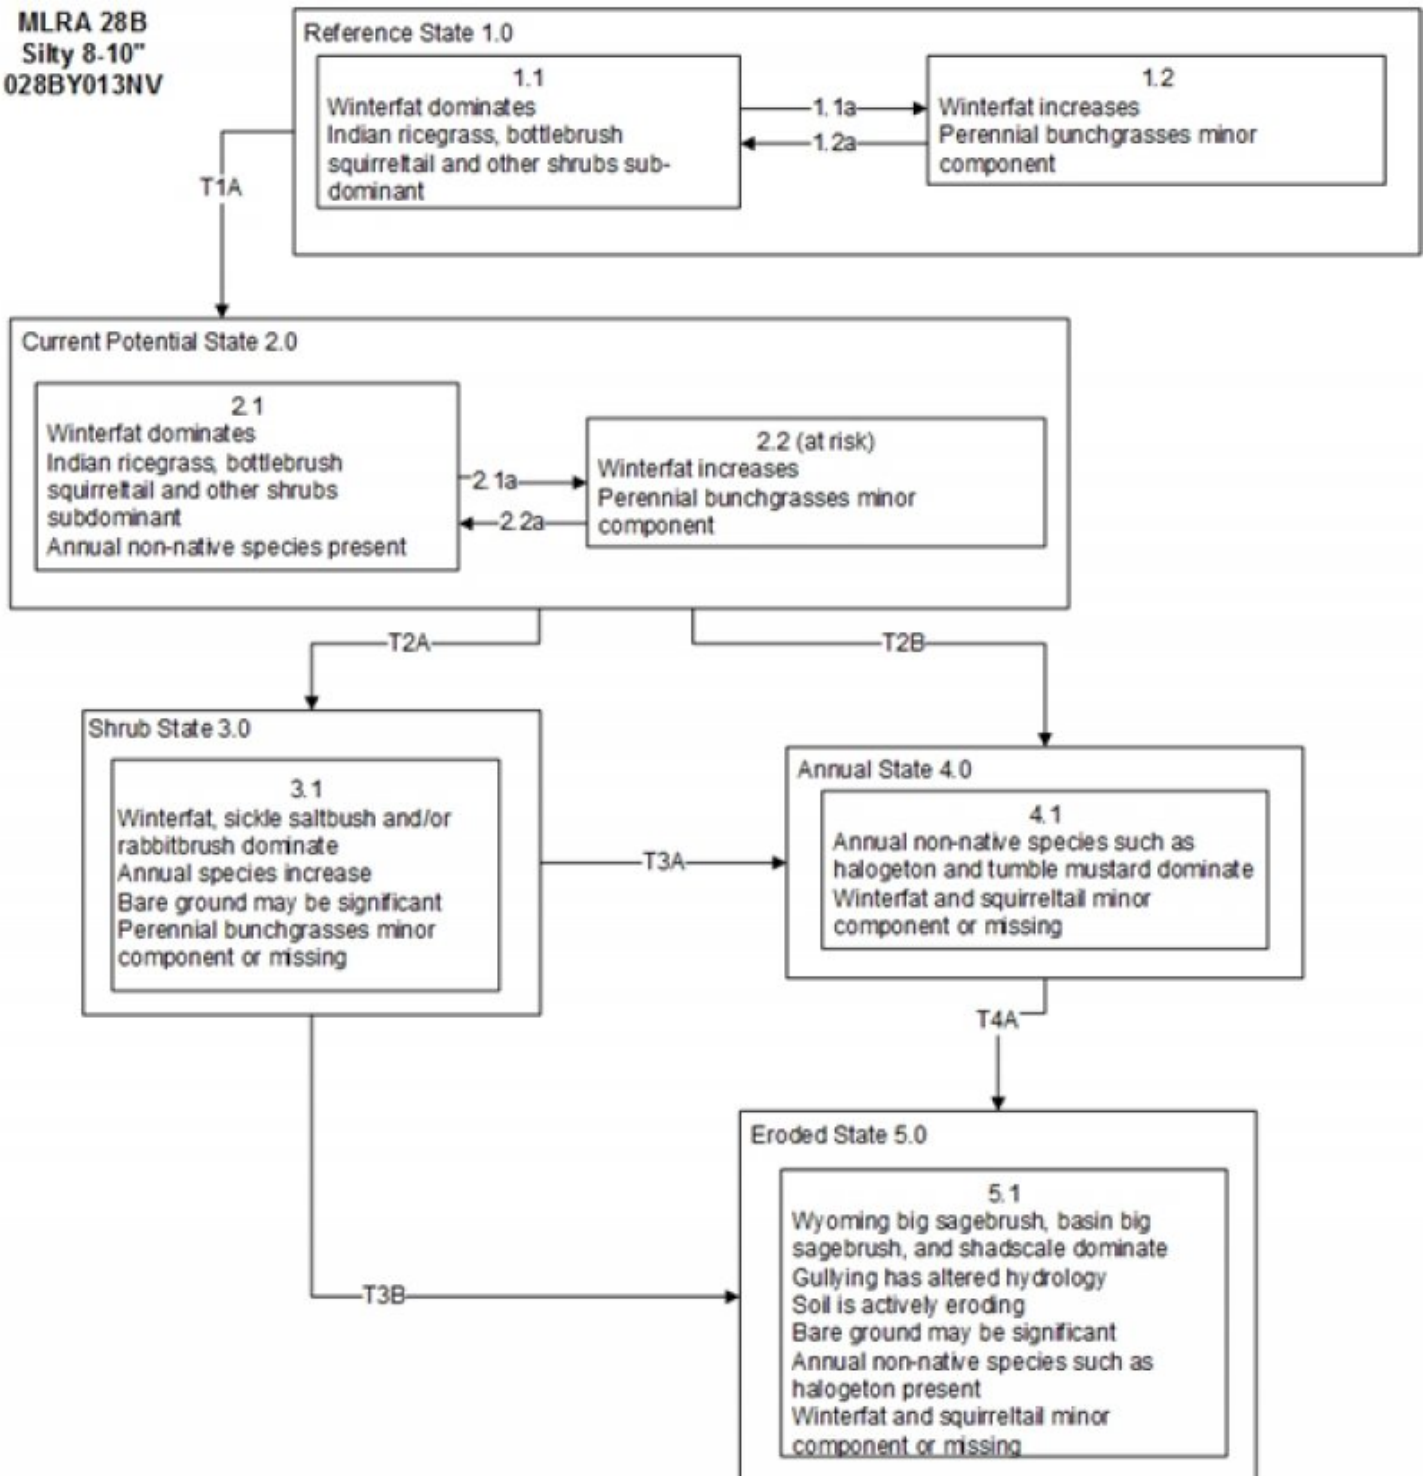 MLRA 28B
Silty 8-10"
028BY013NV
Reference State 1.0
1.1
Winterfat dominates
Indian ricegrass, bottlebrush
squirreltail and other shrubs sub-
dominant
1.1a
1.2a
1.2
Winterfat increases
Perennial bunchgrasses minor
component
T1A
Current Potential State 2.0
2.1
Winterfat dominates
Indian ricegrass, bottlebrush
squirreltail and other shrubs
subdominant
Annual non-native species present
2.1a
2.2a
2.2 (at risk)
Winterfat increases
Perennial bunchgrasses minor
component
T2A
T2B
Shrub State 3.0
3.1
Winterfat, sickle saltbush and/or
rabbitbrush dominate
Annual species increase
Bare ground may be significant
Perennial bunchgrasses minor
component or missing
T3A
Annual State 4.0
4.1
Annual non-native species such as
halogeton and tumble mustard dominate
Winterfat and squirreltail minor
component or missing
T4A
T3B
Eroded State 5.0
5.1
Wyoming big sagebrush, basin big
sagebrush, and shadscale dominate
Gullying has altered hydrology
Soil is actively eroding
Bare ground may be significant
Annual non-native species such as
halogeton present
Winterfat and squirreltail minor
component or missing